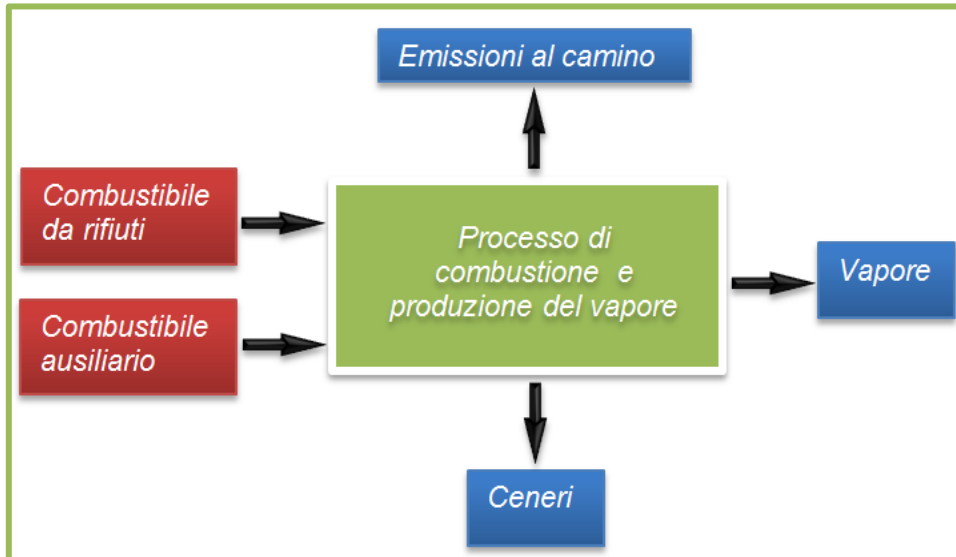 Emissioni al camino
Combustibile
da rifiuti
Processo di
combustione e
produzione del vapore
Vapore
Combustibile
ausiliario
Ceneri